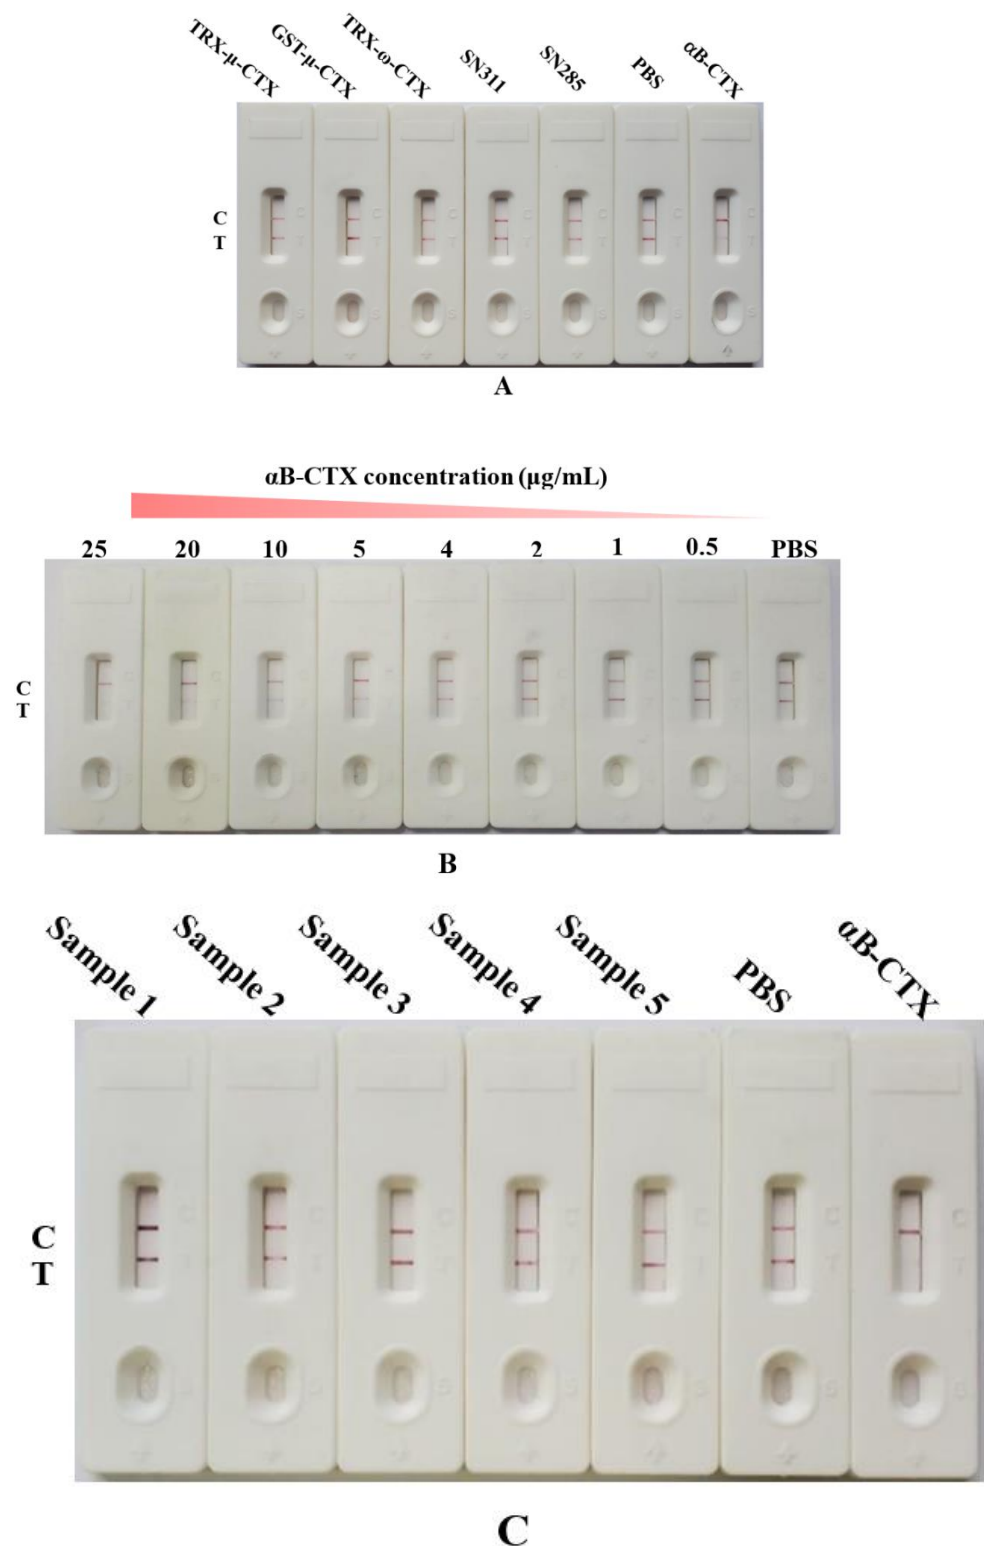 TRX-μ-CTX GST-μ-CTX TRX-ω-CTX SN311 SN285 PBS αB-CTX
C
T
C
T
S
A
αB-CTX concentration (μg/mL)
25 20 10 5 4 2 1 0.5 PBS
C
T
B
Sample 1 Sample 2 Sample 3 Sample 4 Sample 5 PBS αB-CTX
C
T
C
T
S
C